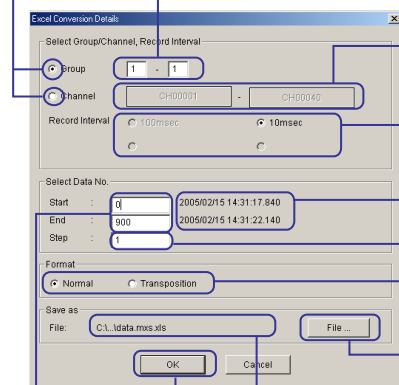 Excel Conversion Details
Select Group/Channel, Record Interval
Group 1 - 1
Channel CH00001 - CH00040
Record Interval 100msec 10msec
Select Data No.
Start : 0 2005/02/15 14:31:17.840
End : 900 2005/02/15 14:31:22.140
Step : 1
Format
Normal Transposition
Save as
File: C:\...\data.mxs.xls File ...
OK Cancel